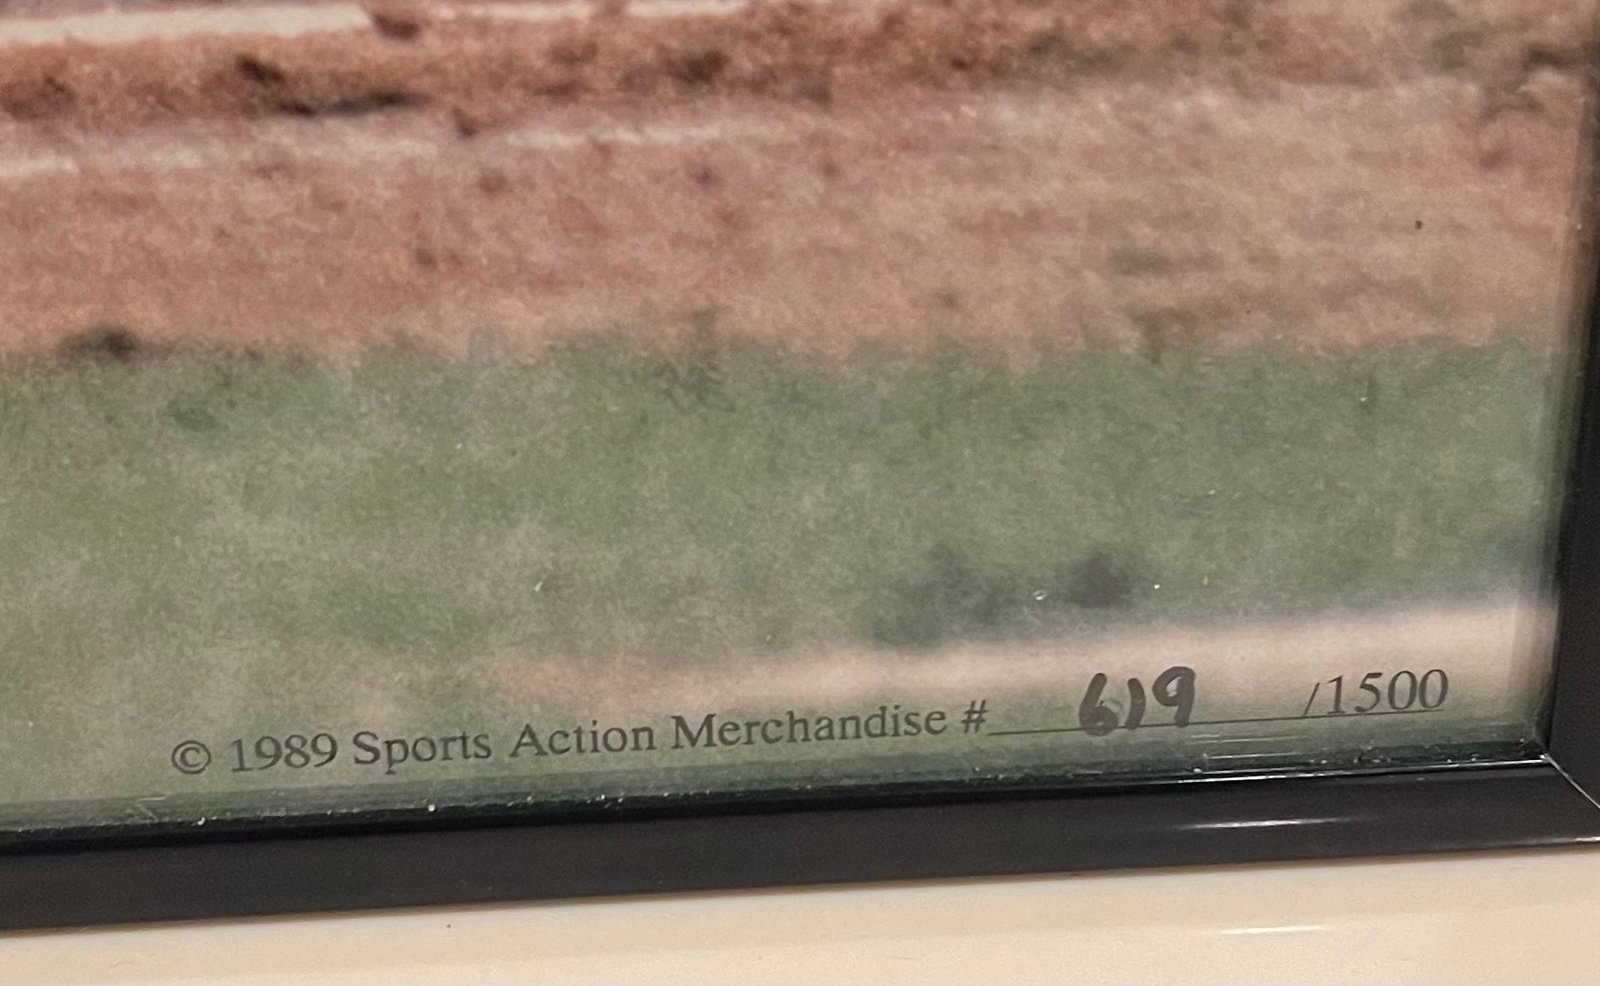 © 1989 Sports Action Merchandise # 619 /1500